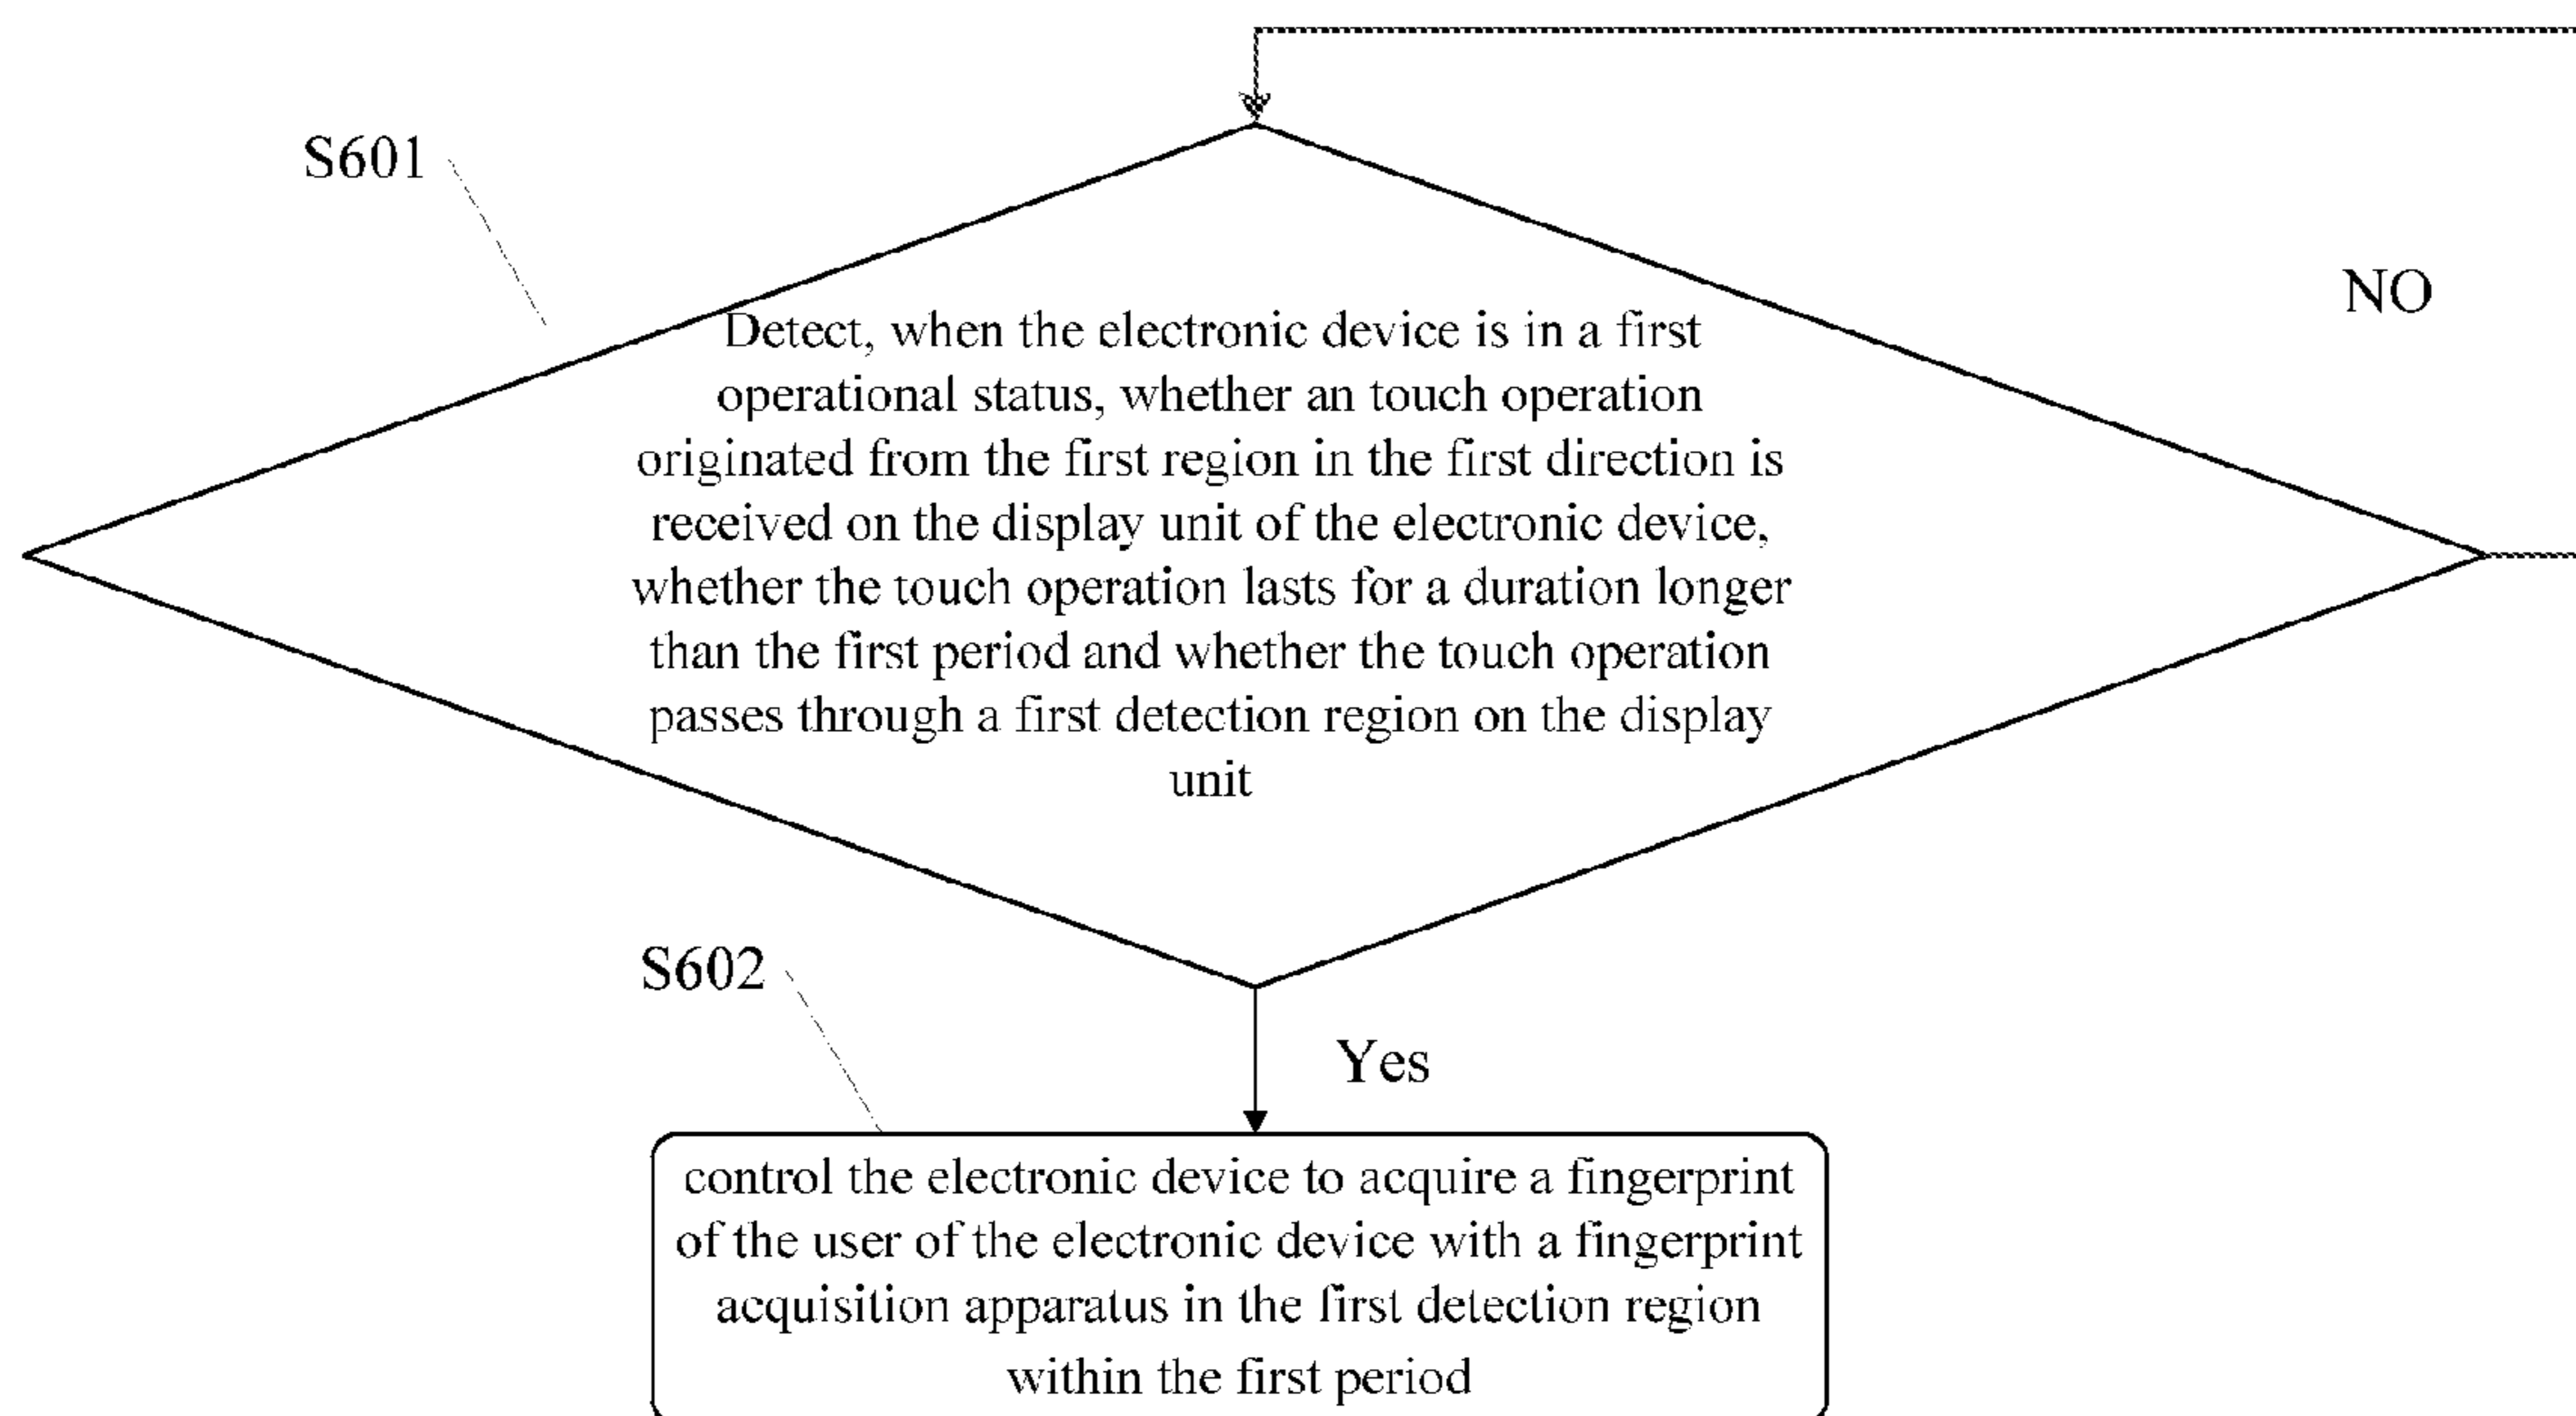 S601
NO
Detect, when the electronic device is in a first
operational status, whether an touch operation
originated from the first region in the first direction is
received on the display unit of the electronic device,
whether the touch operation lasts for a duration longer
than the first period and whether the touch operation
passes through a first detection region on the display
unit
S602
Yes
control the electronic device to acquire a fingerprint
of the user of the electronic device with a fingerprint
acquisition apparatus in the first detection region
within the first period